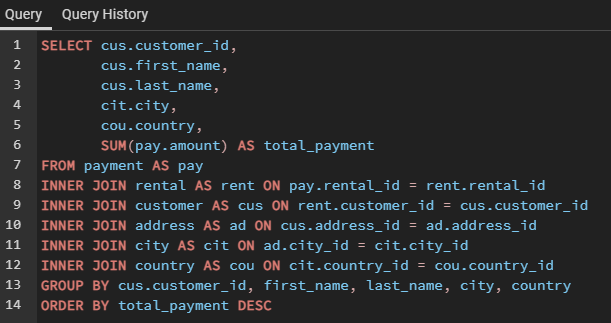 Query Query History
1 SELECT cus.customer_id,
2 cus.first_name,
3 cus.last_name,
4 cit.city,
5 cou.country,
6 SUM(pay.amount) AS total_payment
7 FROM payment AS pay
8 INNER JOIN rental AS rent ON pay.rental_id = rent.rental_id
9 INNER JOIN customer AS cus ON rent.customer_id = cus.customer_id
10 INNER JOIN address AS ad ON cus.address_id = ad.address_id
11 INNER JOIN city AS cit ON ad.city_id = cit.city_id
12 INNER JOIN country AS cou ON cit.country_id = cou.country_id
13 GROUP BY cus.customer_id, first_name, last_name, city, country
14 ORDER BY total_payment DESC